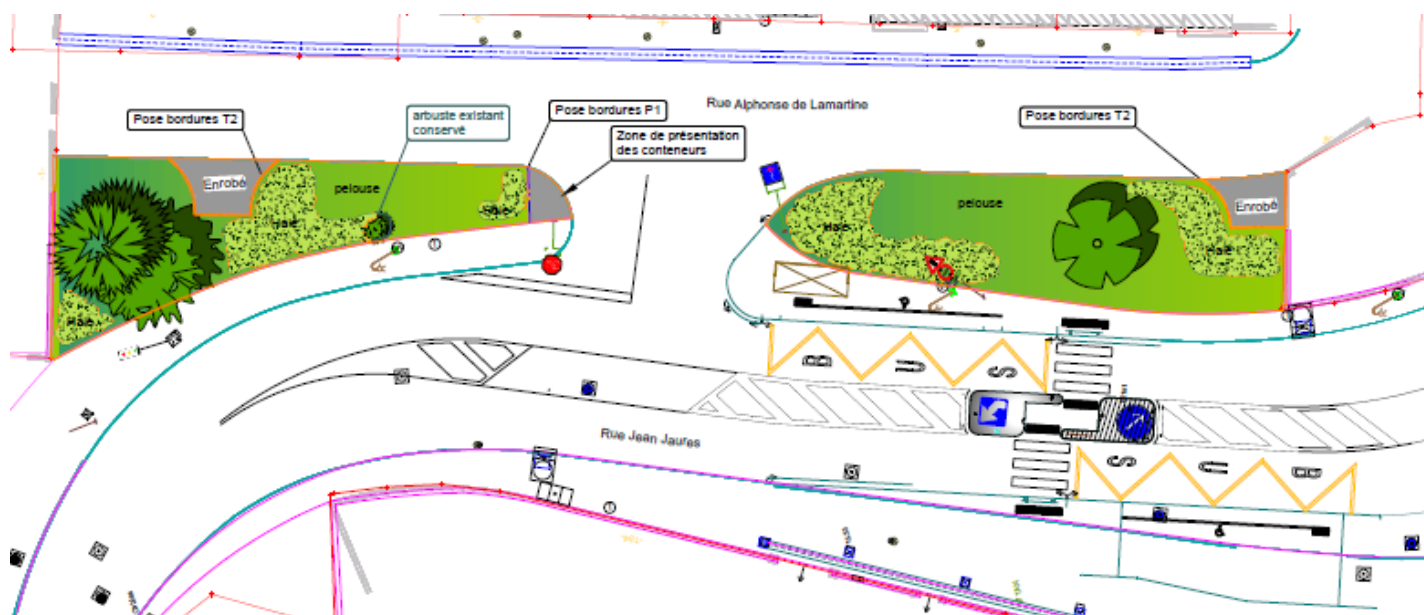 Rue Alphonse de Lamartine
Pose bordures T2
arbuste existant
conservé
Pose bordures P1
Zone de présentation
des conteneurs
Pose bordures T2
Enrobé
pelouse
Haie
Haie
Haie
pelouse
Haie
Haie
Enrobé
BUS
Rue Jean Jaures
BUS